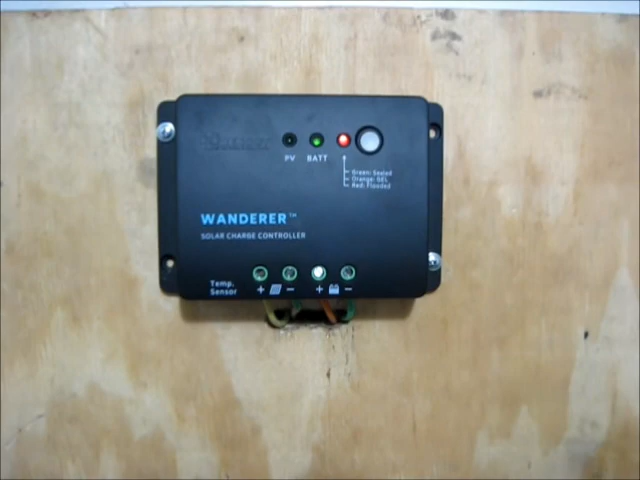 PV BATT
Green: Sealed
Orange: GEL
Red: Flooded
WANDERER™
SOLAR CHARGE CONTROLLER
Temp.
Sensor + - + -